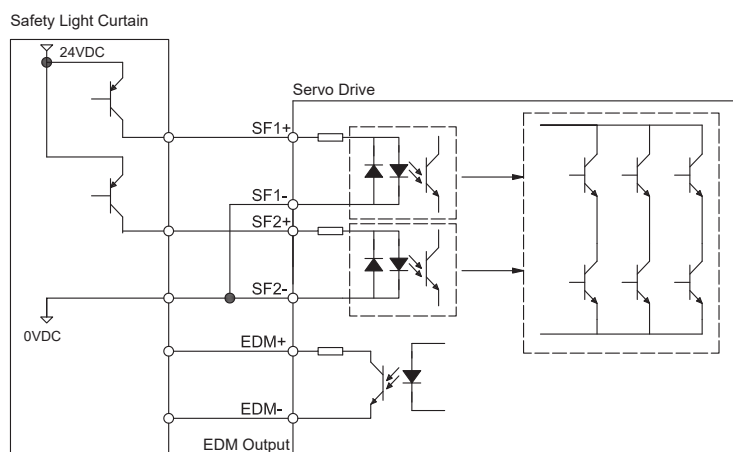 Safety Light Curtain
24VDC
Servo Drive
SF1+
SF1-
SF2+
SF2-
0VDC
EDM+
EDM-
EDM Output